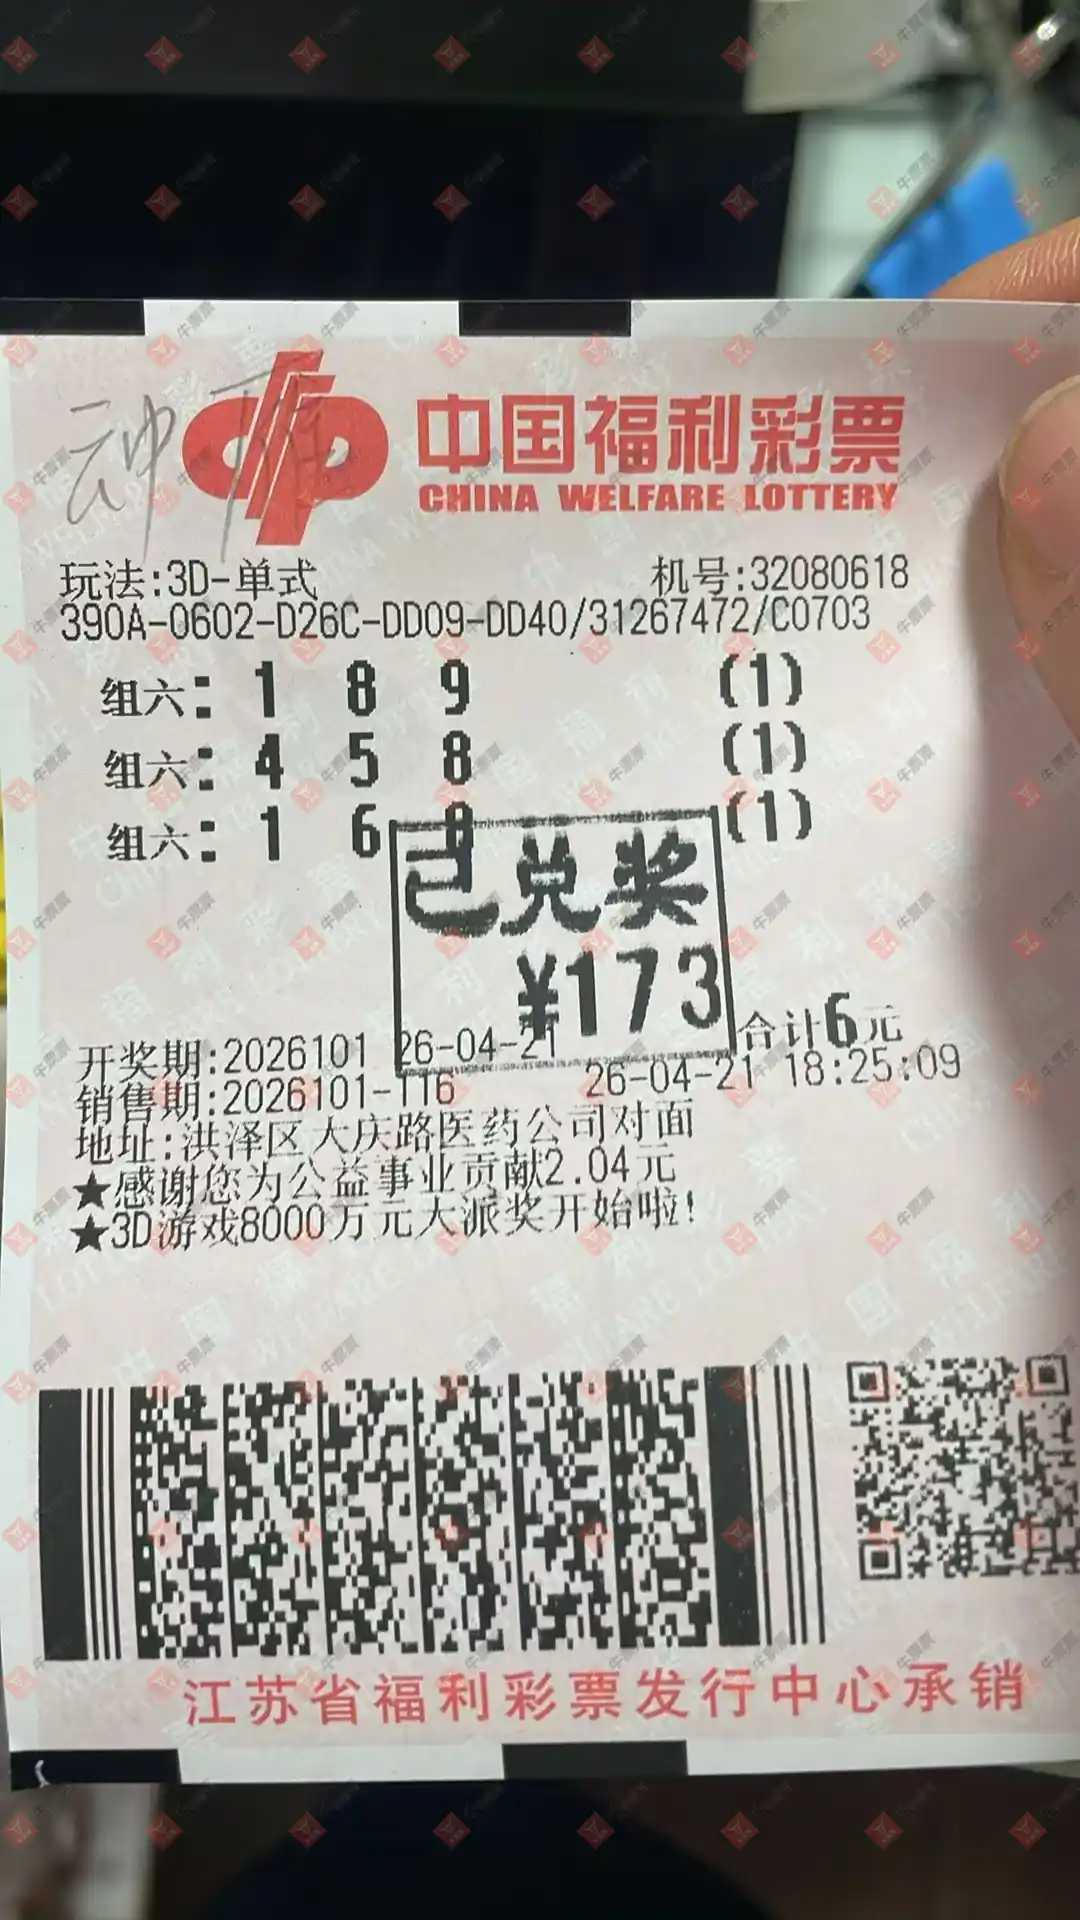 中国福利彩票
CHINA WELFARE LOTTERY
玩法:3D-单式 机号:32080618
390A-0602-D26C-DD09-DD40/31267472/C0703
组六: 1 8 9 (1)
组六: 4 5 8 (1)
组六: 1 6 8 (1)
已兑奖
¥173
合计6元
开奖期:2026101 26-04-21
销售期:2026101-116 26-04-21 18:25:09
地址:洪泽区大庆路医药公司对面
★感谢您为公益事业贡献2.04元
★3D游戏8000万元大派奖开始啦!
江苏省福利彩票发行中心承销
牛票票